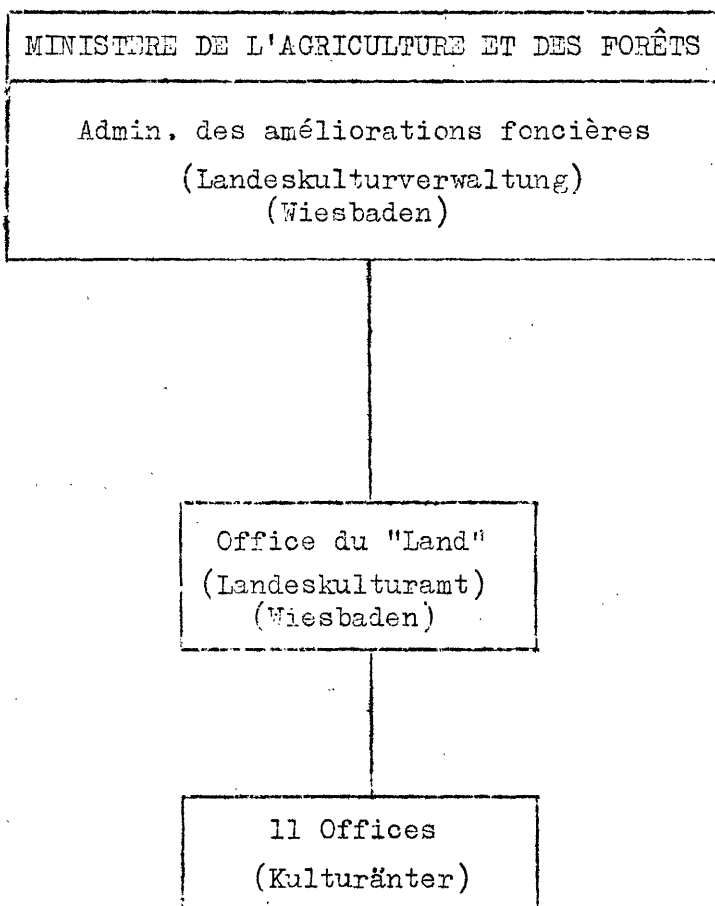 MINISTERE DE L'AGRICULTURE ET DES FORÊTS
Admin. des améliorations foncières
(Landeskulturverwaltung)
(Wiesbaden)
Office du "Land"
(Landeskulturamt)
(Wiesbaden)
11 Offices
(Kulturänter)